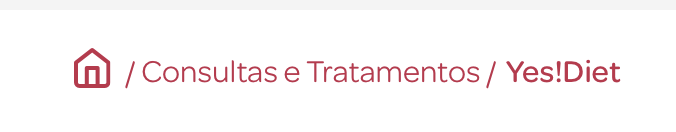 / Consultas e Tratamentos / Yes!Diet